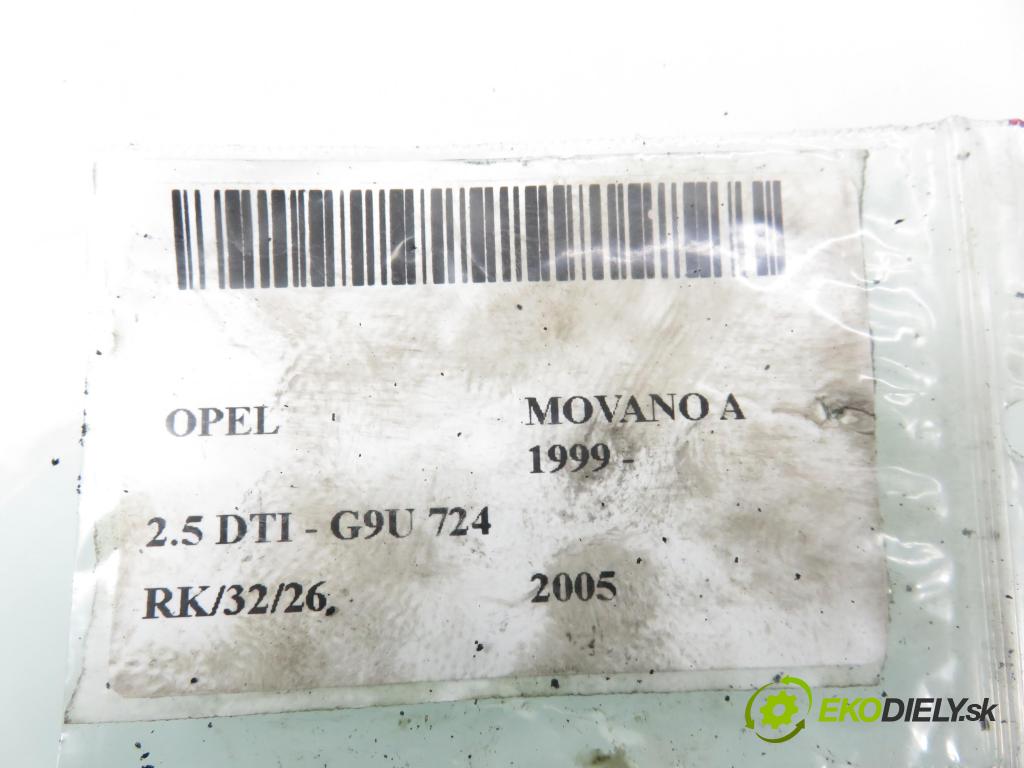 OPEL MOVANO A
1999 -
2.5 DTI - G9U 724
RK/32/26. 2005
EKODIELY.sk